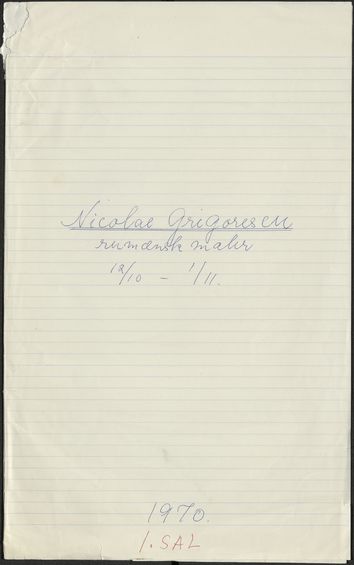 Nicolae Grigorescu
rumænsk maler
12/10 - 1/11.
1970.
1. SAL